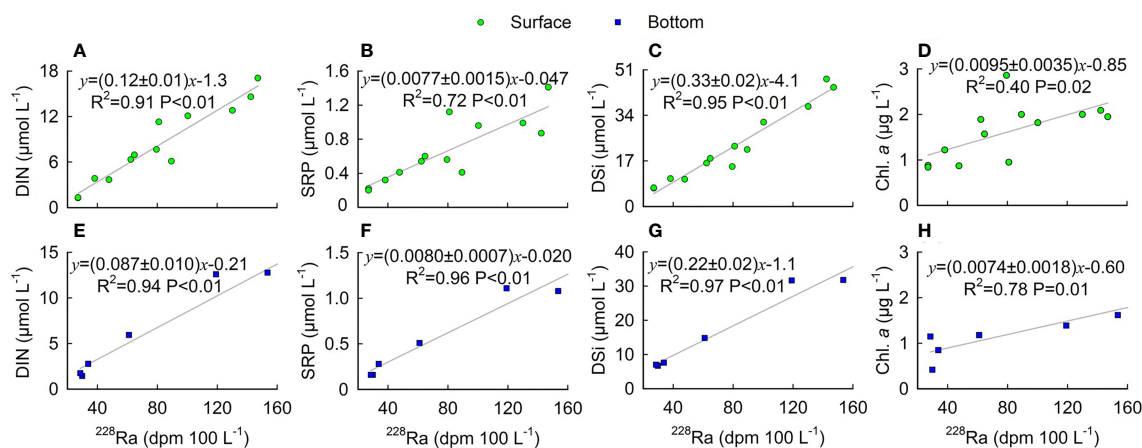 Surface Bottom
A B C D
y=(0.12±0.01)x-1.3
R²=0.91 P<0.01
DIN (μmol L⁻¹)
18
12
6
0
y=(0.0077±0.0015)x-0.047
R²=0.72 P<0.01
SRP (μmol L⁻¹)
1.6
1.2
0.8
0.4
0
y=(0.33±0.02)x-4.1
R²=0.95 P<0.01
DSi (μmol L⁻¹)
51
34
17
0
y=(0.0095±0.0035)x-0.85
R²=0.40 P=0.02
Chl. a (μg L⁻¹)
3
2
1
0
E F G H
y=(0.087±0.010)x-0.21
R²=0.94 P<0.01
DIN (μmol L⁻¹)
15
10
5
0
40 80 120 160
²²⁸Ra (dpm 100 L⁻¹)
y=(0.0080±0.0007)x-0.020
R²=0.96 P<0.01
SRP (μmol L⁻¹)
1.5
1.0
0.5
0
40 80 120 160
²²⁸Ra (dpm 100 L⁻¹)
y=(0.22±0.02)x-1.1
R²=0.97 P<0.01
DSi (μmol L⁻¹)
40
30
20
10
0
40 80 120 160
²²⁸Ra (dpm 100 L⁻¹)
y=(0.0074±0.0018)x-0.60
R²=0.78 P=0.01
Chl. a (μg L⁻¹)
3
2
1
0
40 80 120 160
²²⁸Ra (dpm 100 L⁻¹)